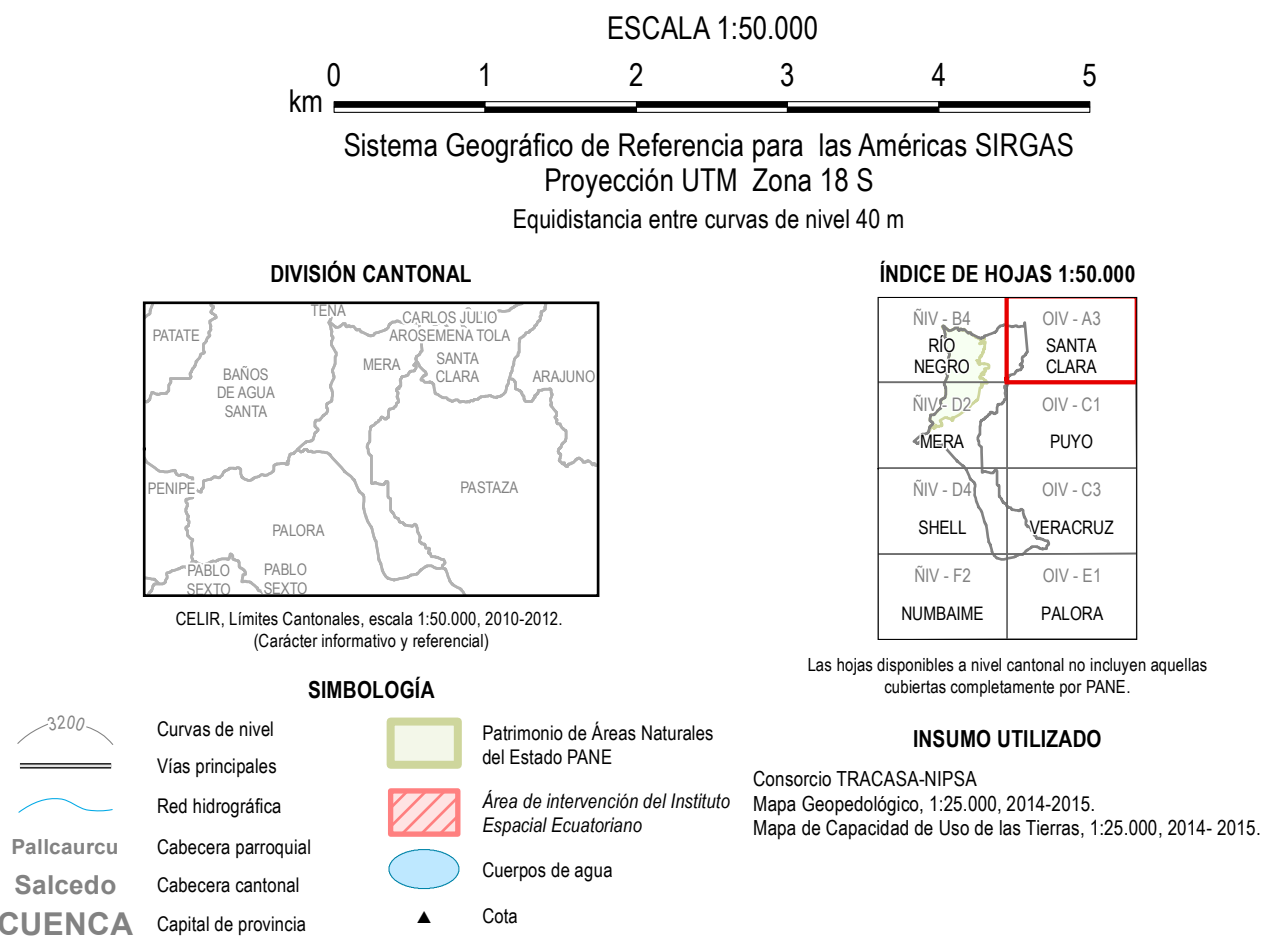 ESCALA 1:50.000
0 1 2 3 4 5
km
Sistema Geográfico de Referencia para las Américas SIRGAS
Proyección UTM Zona 18 S
Equidistancia entre curvas de nivel 40 m
DIVISIÓN CANTONAL
TENA
PATATE
CARLOS JULIO
AROSEMENA TOLA
MERA
SANTA
CLARA
ARAJUNO
BAÑOS
DE AGUA
SANTA
PENIPE
PASTAZA
PALORA
PABLO
SEXTO
PABLO
SEXTO
CELIR, Límites Cantonales, escala 1:50.000, 2010-2012.
(Carácter informativo y referencial)
ÍNDICE DE HOJAS 1:50.000
ÑIV - B4
RÍO
NEGRO
OIV - A3
SANTA
CLARA
ÑIV - D2
MERA
OIV - C1
PUYO
ÑIV - D4
SHELL
OIV - C3
VERACRUZ
ÑIV - F2
NUMBAIME
OIV - E1
PALORA
Las hojas disponibles a nivel cantonal no incluyen aquellas
cubiertas completamente por PANE.
SIMBOLOGÍA
3200
Curvas de nivel
Vías principales
Red hidrográfica
Pallcaurcu
Cabecera parroquial
Salcedo
Cabecera cantonal
CUENCA
Capital de provincia
Patrimonio de Áreas Naturales
del Estado PANE
Área de intervención del Instituto
Espacial Ecuatoriano
Cuerpos de agua
Cota
INSUMO UTILIZADO
Consorcio TRACASA-NIPSA
Mapa Geopedológico, 1:25.000, 2014-2015.
Mapa de Capacidad de Uso de las Tierras, 1:25.000, 2014- 2015.